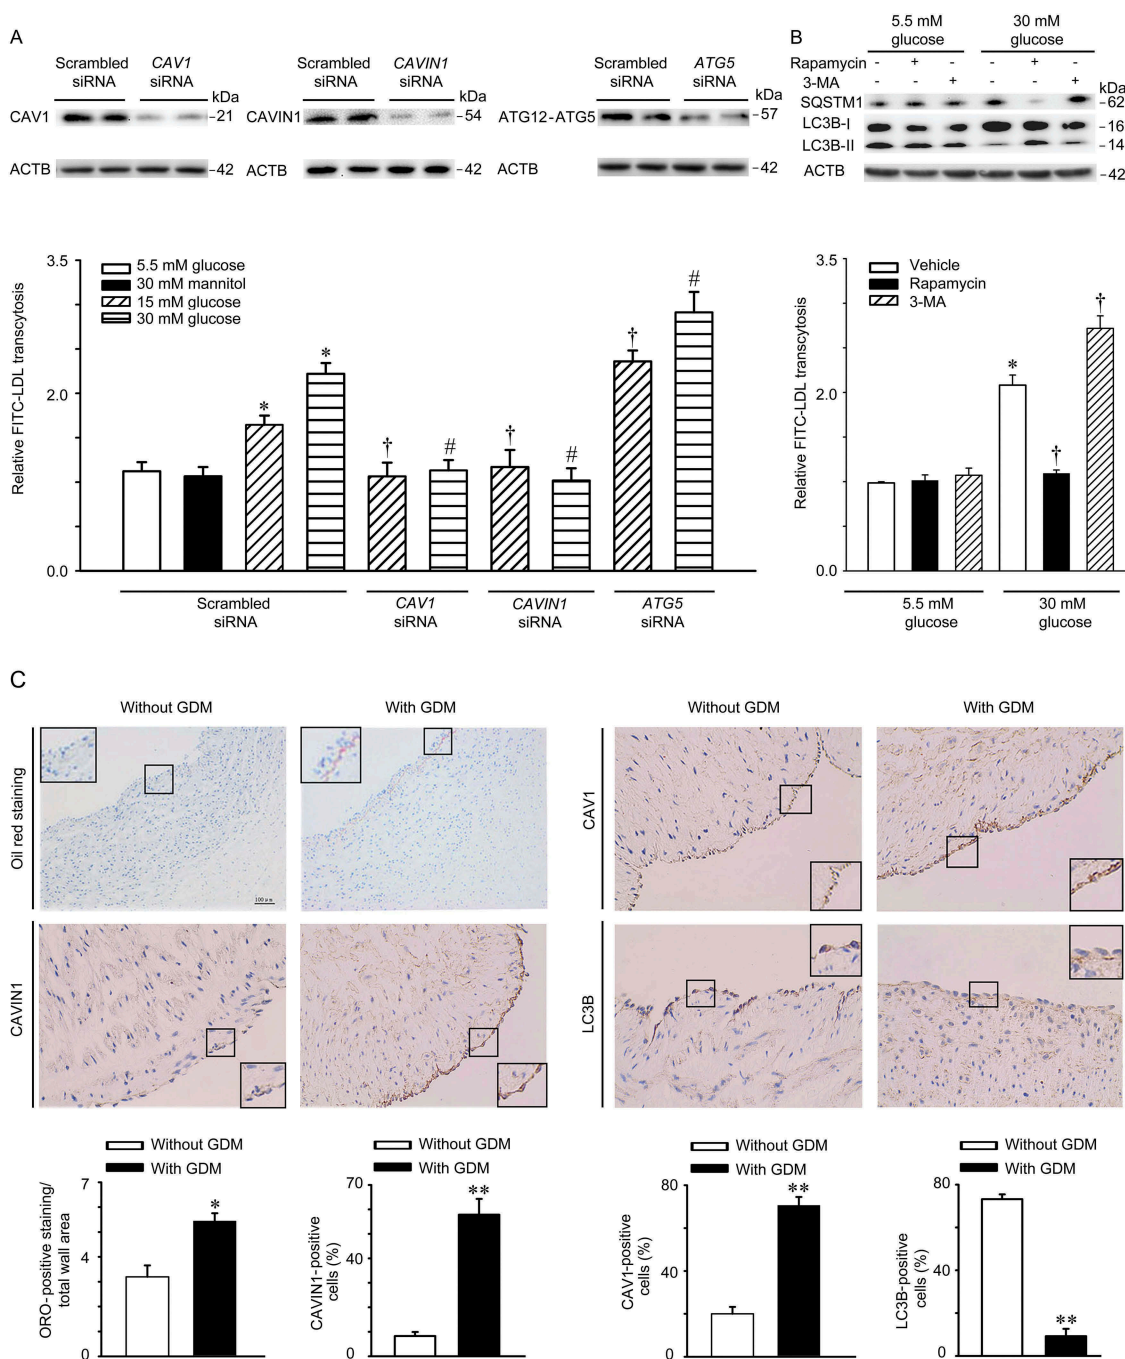 A
Scrambled
siRNA
CAV1
siRNA
kDa
CAV1
-21
ACTB
-42
Scrambled
siRNA
CAVIN1
siRNA
kDa
CAVIN1
-54
ACTB
-42
Scrambled
siRNA
ATG5
siRNA
kDa
ATG12-ATG5
-57
ACTB
-42
B
5.5 mM
glucose
30 mM
glucose
Rapamycin - + - - + -
3-MA - - + - - +
kDa
SQSTM1
-62
LC3B-I
-16
LC3B-II
-14
ACTB
-42
Relative FITC-LDL transcytosis
3.5
2.0
0.0
5.5 mM glucose
30 mM mannitol
15 mM glucose
30 mM glucose
* * † # † # † #
Scrambled
siRNA
CAV1
siRNA
CAVIN1
siRNA
ATG5
siRNA
Relative FITC-LDL transcytosis
3.5
2.0
0.0
Vehicle
Rapamycin
3-MA
* † †
5.5 mM
glucose
30 mM
glucose
C
Without GDM
With GDM
Without GDM
With GDM
Oil red staining
100μm
CAV1
CAVIN1
LC3B
Without GDM
With GDM
ORO-positive staining/
total wall area
7
4
0
*
Without GDM
With GDM
CAVIN1-positive
cells (%)
70
40
0
**
Without GDM
With GDM
CAV1-positive
cells (%)
80
40
0
**
Without GDM
With GDM
LC3B-positive
cells (%)
80
40
0
**